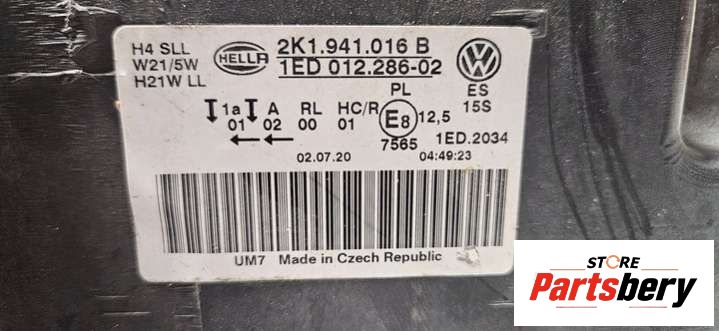 H4 SLL
W21/5W
H21W LL
HELLA
2K1.941.016 B
1ED 012.286-02
ES
15S
1a A RL HC/R PL
01 02 00 01 E8 12,5
7565 1ED.2034
02.07.20 04:49:23
UM7 Made in Czech Republic
STORE
Partsbery